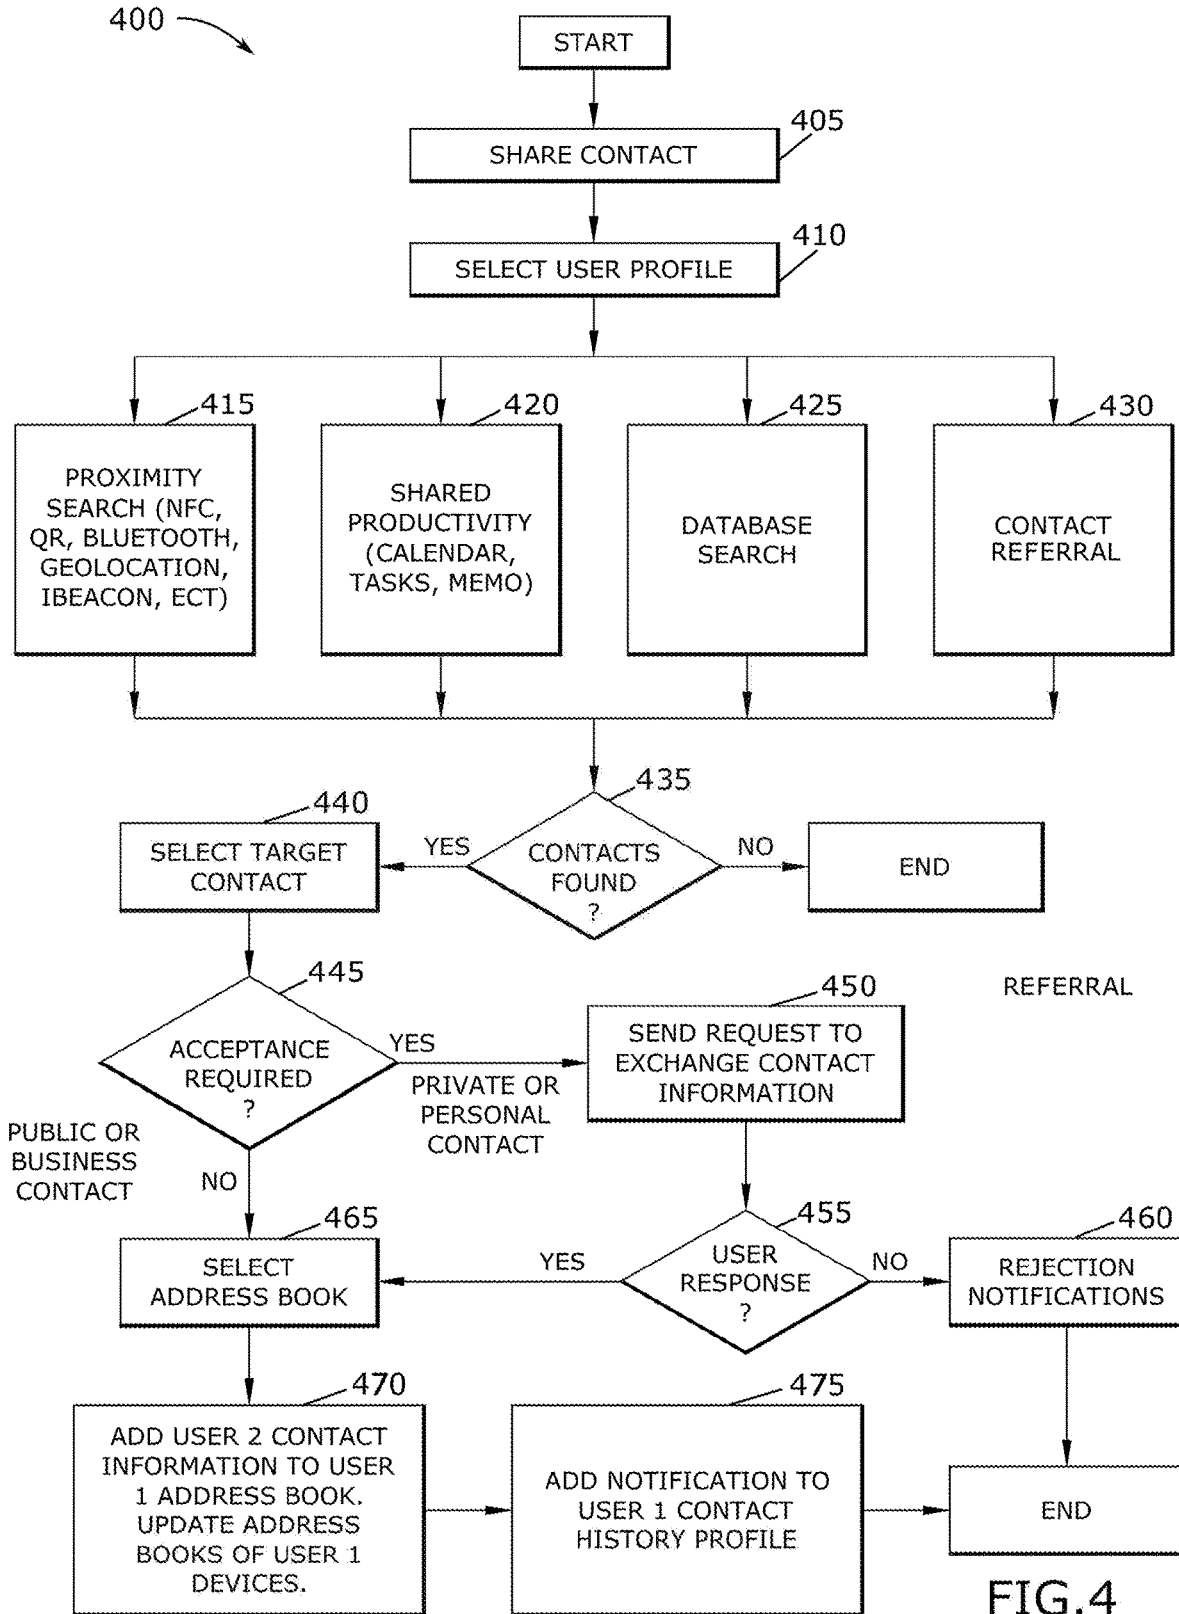 400
START
405
SHARE CONTACT
410
SELECT USER PROFILE
415
PROXIMITY
SEARCH (NFC,
QR, BLUETOOTH,
GEOLOCATION,
IBEACON, ECT)
420
SHARED
PRODUCTIVITY
(CALENDAR,
TASKS, MEMO)
425
DATABASE
SEARCH
430
CONTACT
REFERRAL
435
CONTACTS
FOUND
?
YES
NO
END
440
SELECT TARGET
CONTACT
445
ACCEPTANCE
REQUIRED
?
YES
PRIVATE OR
PERSONAL
CONTACT
450
SEND REQUEST TO
EXCHANGE CONTACT
INFORMATION
REFERRAL
PUBLIC OR
BUSINESS
CONTACT
NO
455
USER
RESPONSE
?
YES
NO
460
REJECTION
NOTIFICATIONS
465
SELECT
ADDRESS BOOK
470
ADD USER 2 CONTACT
INFORMATION TO USER
1 ADDRESS BOOK.
UPDATE ADDRESS
BOOKS OF USER 1
DEVICES.
475
ADD NOTIFICATION TO
USER 1 CONTACT
HISTORY PROFILE
END
FIG.4